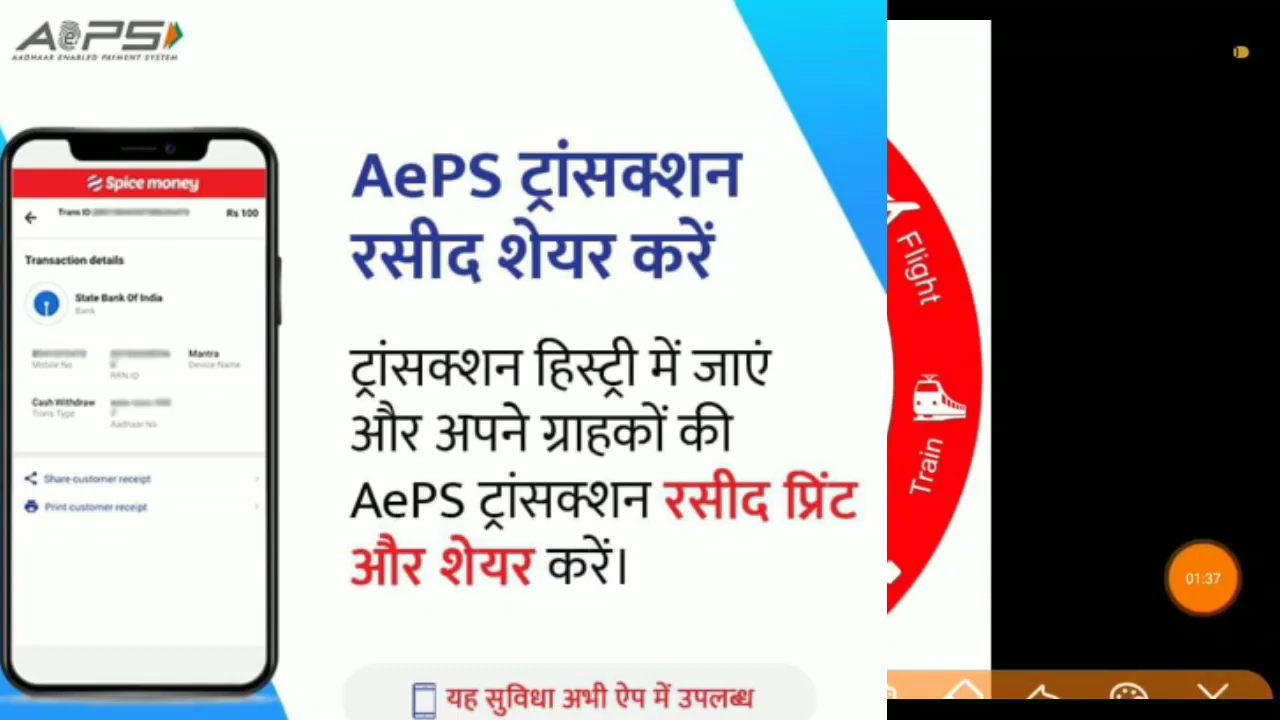 AePS
AADHAAR ENABLED PAYMENT SYSTEM
Spice money
Trans ID
Rs 100
Transaction details
State Bank Of India
Bank
Mantra
Mobile No
Device Name
RRN ID
Cash Withdraw
Trans Type
Aadhaar No
Share customer receipt
Print customer receipt
AePS ट्रांसक्शन
रसीद शेयर करें
ट्रांसक्शन हिस्ट्री में जाएं
और अपने ग्राहकों की
AePS ट्रांसक्शन रसीद प्रिंट
और शेयर करें।
यह सुविधा अभी ऐप में उपलब्ध
Flight
Train
01:37